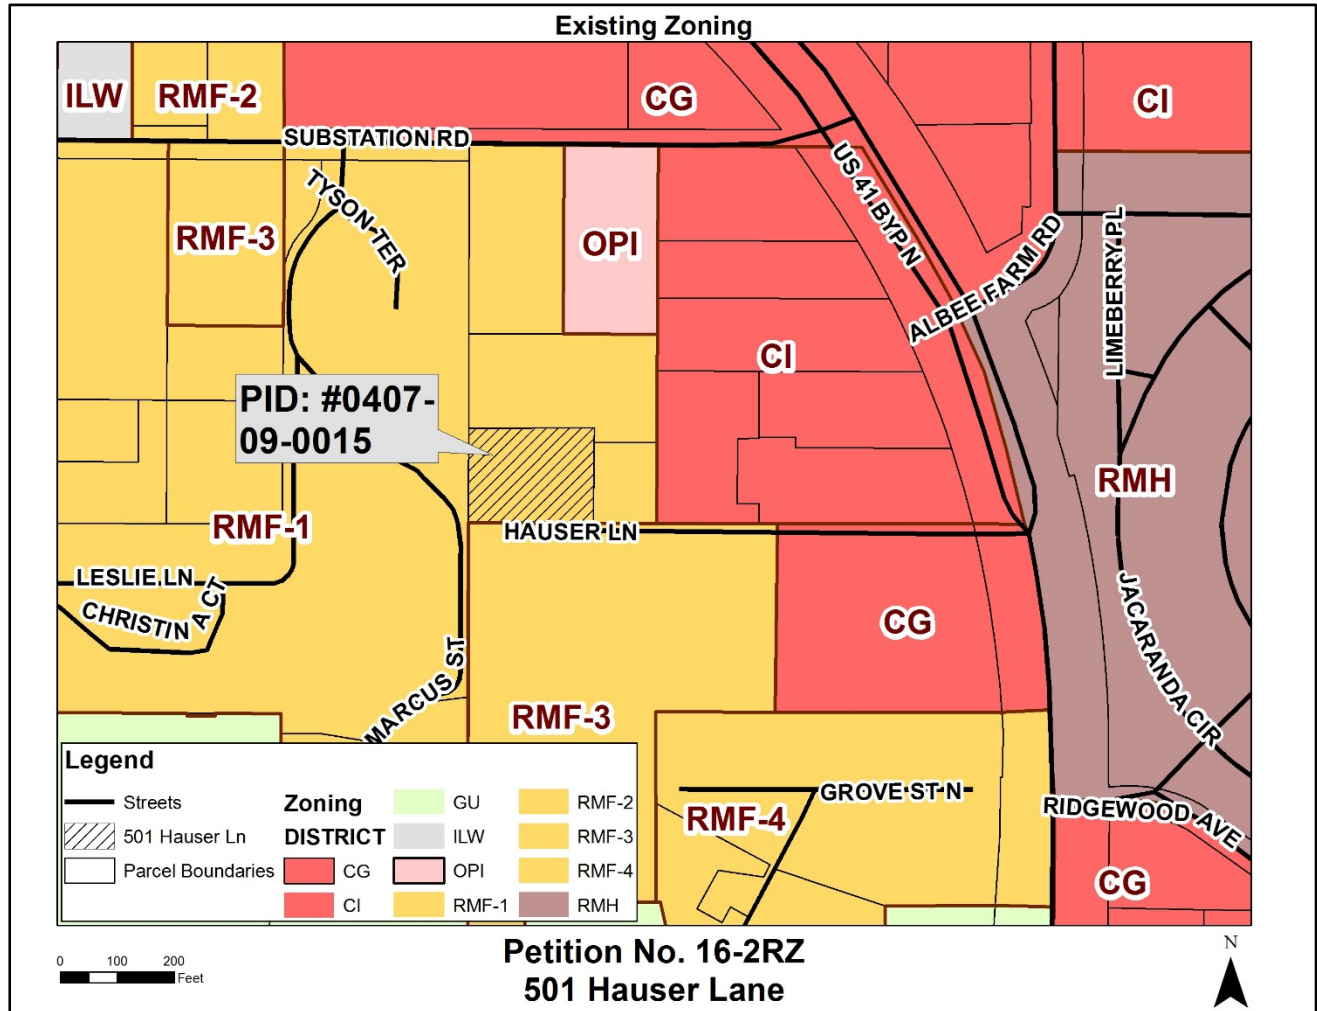 Existing Zoning
ILW
RMF-2
CG
CI
SUBSTATION RD
TYSON TER
US 41 BYP N
RMF-3
OPI
ALBEE FARM RD
LIMEBERRY PL
CI
PID: #0407-
09-0015
RMH
RMF-1
HAUSER LN
LESLIE LN
CHRISTIN A CT
CG
JACARANDA CIR
MARCUS ST
RMF-3
GROVE ST N
RMF-4
RIDGEWOOD AVE
CG
Legend
Streets
501 Hauser Ln
Parcel Boundaries
Zoning
DISTRICT
CG
CI
GU
ILW
OPI
RMF-1
RMF-2
RMF-3
RMF-4
RMH
0 100 200
Feet
Petition No. 16-2RZ
501 Hauser Lane
N